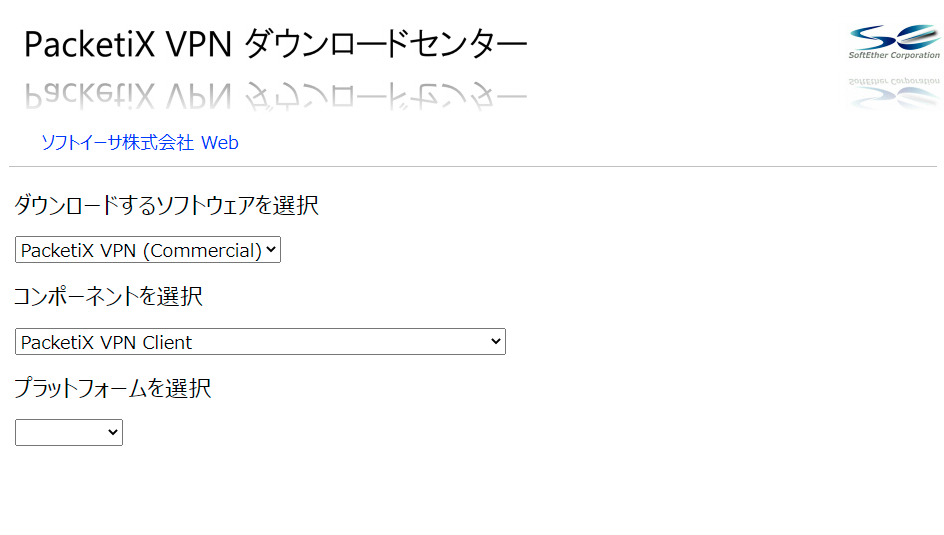 PacketiX VPN ダウンロードセンター
SoftEther Corporation
ソフトイーサ株式会社 Web
ダウンロードするソフトウェアを選択
PacketiX VPN (Commercial)
コンポーネントを選択
PacketiX VPN Client
プラットフォームを選択